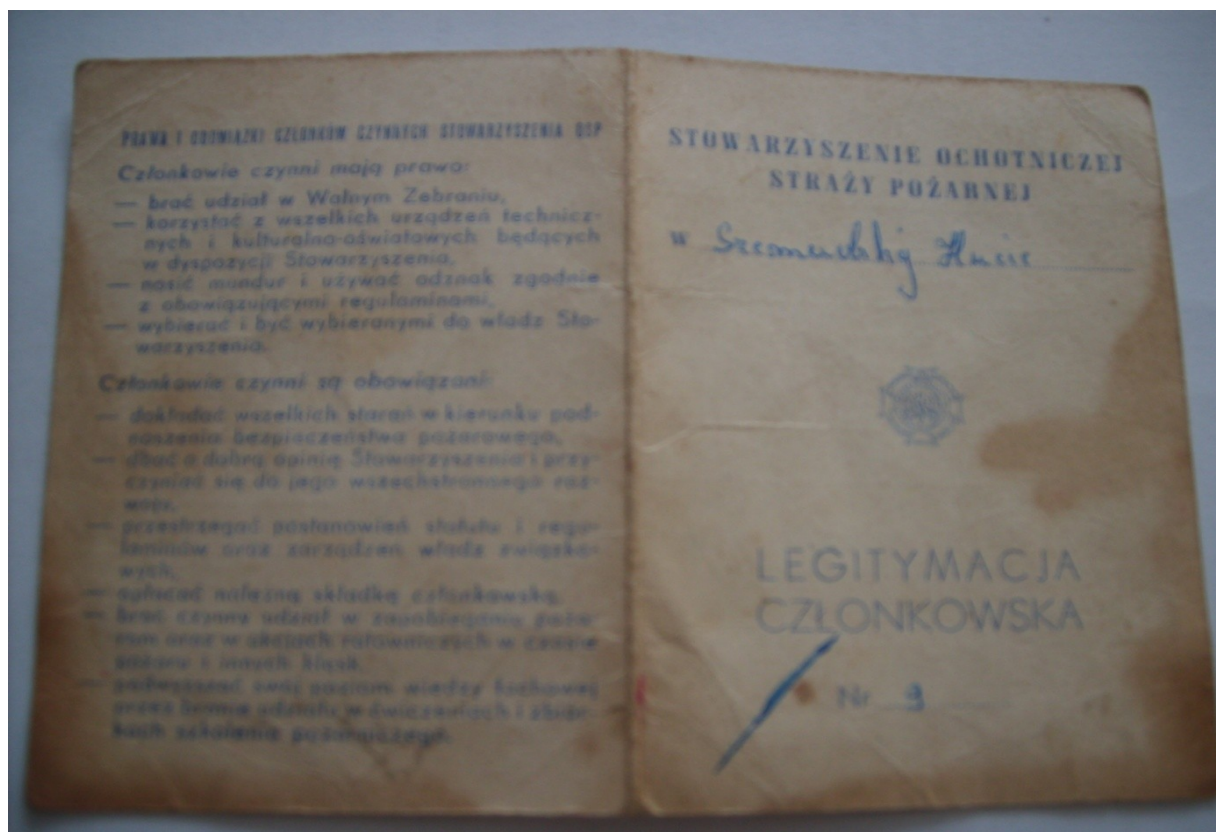 PRAWA I OBOWIĄZKI CZŁONKÓW CZYNNYCH STOWARZYSZENIA OSP
Członkowie czynni mają prawo:
— brać udział w Walnym Zebraniu,
— korzystać z wszelkich urządzeń technicz-
nych i kulturalno-oświatowych będących
w dyspozycji Stowarzyszenia,
— nosić mundur i używać odznak zgodnie
z obowiązującymi regulaminami,
— wybierać i być wybieranymi do władz Sto-
warzyszenia.
Członkowie czynni są obowiązani:
— dokładać wszelkich starań w kierunku pod-
noszenia bezpieczeństwa pożarowego,
— dbać o dobrą opinię Stowarzyszenia i przy-
czyniać się do jego wszechstronnego roz-
woju,
— przestrzegać postanowień statutu i regu-
laminów oraz zarządzeń władz związko-
wych,
— opłacać należną składkę członkowską,
— brać czynny udział w zapobieganiu poża-
rom oraz w akcjach ratowniczych w czasie
pożaru i innych klęsk,
— podwyższać swój poziom wiedzy fachowej
przez branie udziału w ćwiczeniach i zbiór-
kach szkolenia pożarniczego.
STOWARZYSZENIE OCHOTNICZEJ
STRAŻY POŻARNEJ
w Szemudzkiej Hucie
LEGITYMACJA
CZŁONKOWSKA
Nr 9